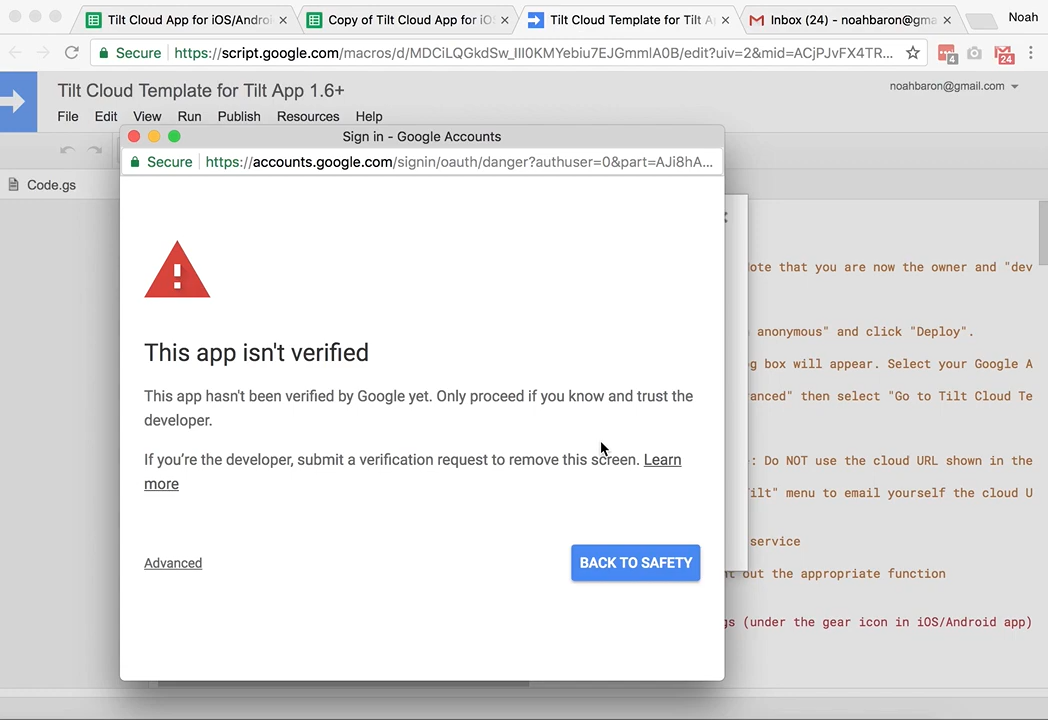 Tilt Cloud App for iOS/Androi
Copy of Tilt Cloud App for iO
Tilt Cloud Template for Tilt A
Inbox (24) - noahbaron@gma
Noah
Secure
https://script.google.com/macros/d/MDCiLQGkdSw_III0KMYebiu7EJGmmlA0B/edit?uiv=2&mid=ACjPJvFX4TR...
4
24
Tilt Cloud Template for Tilt App 1.6+
noahbaron@gmail.com
File Edit View Run Publish Resources Help
Sign in - Google Accounts
Secure
https://accounts.google.com/signin/oauth/danger?authuser=0&part=AJi8hA...
Code.gs
This app isn't verified
This app hasn't been verified by Google yet. Only proceed if you know and trust the
developer.
If you're the developer, submit a verification request to remove this screen. Learn
more
Advanced
BACK TO SAFETY
ote that you are now the owner and "dev
anonymous" and click "Deploy".
g box will appear. Select your Google A
anced" then select "Go to Tilt Cloud Te
: Do NOT use the cloud URL shown in the
ilt" menu to email yourself the cloud U
service
t out the appropriate function
gs (under the gear icon in iOS/Android app)